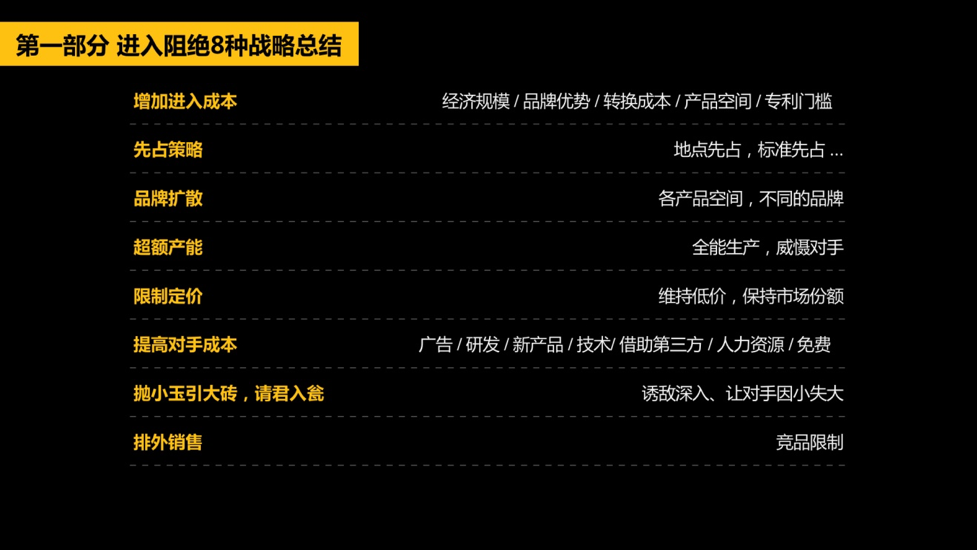 第一部分 进入阻绝8种战略总结
增加进入成本 经济规模 / 品牌优势 / 转换成本 / 产品空间 / 专利门槛
先占策略 地点先占，标准先占 ...
品牌扩散 各产品空间，不同的品牌
超额产能 全能生产，威慑对手
限制定价 维持低价，保持市场份额
提高对手成本 广告 / 研发 / 新产品 / 技术/ 借助第三方 / 人力资源 / 免费
抛小玉引大砖，请君入瓮 诱敌深入、让对手因小失大
排外销售 竞品限制